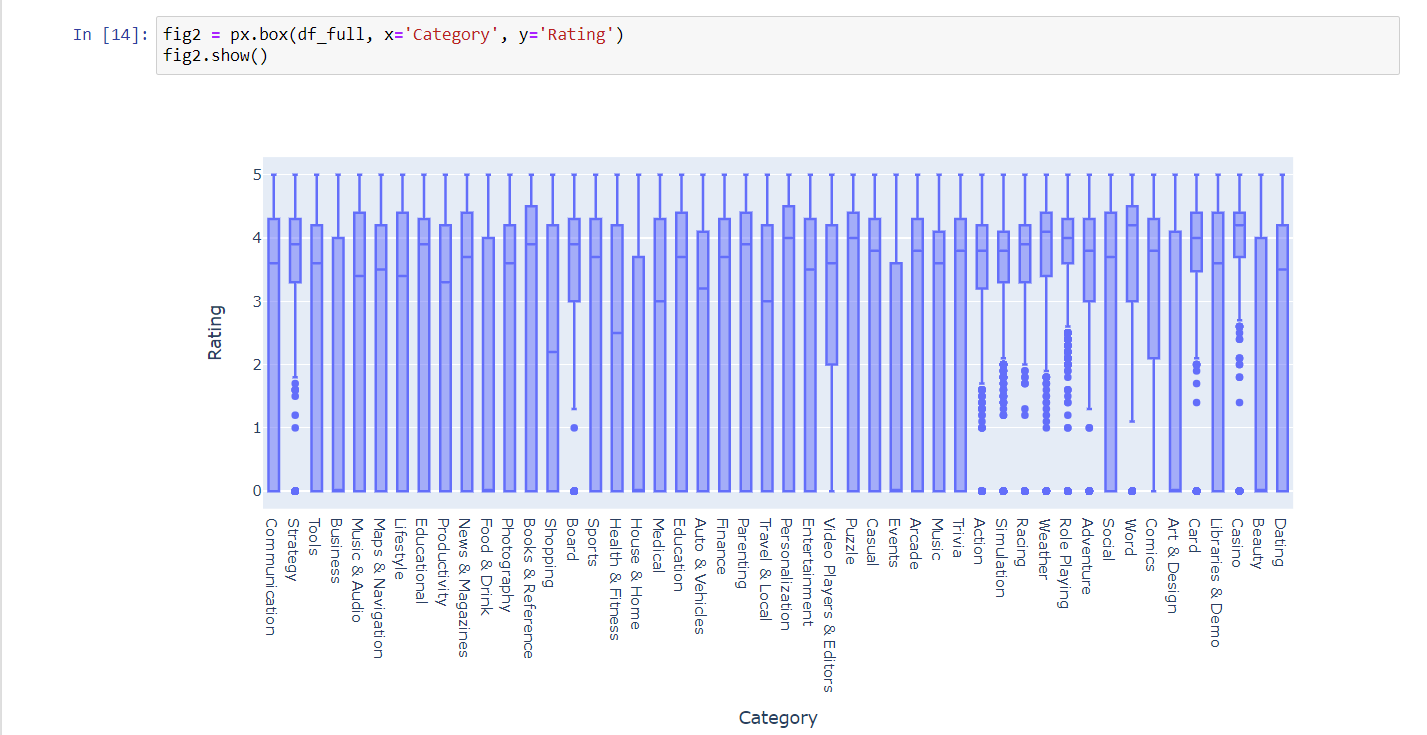 In [14]: fig2 = px.box(df_full, x='Category', y='Rating')
fig2.show()
5
4
3
2
1
0
Rating
Communication
Strategy
Tools
Business
Music & Audio
Maps & Navigation
Lifestyle
Educational
Productivity
News & Magazines
Food & Drink
Photography
Books & Reference
Shopping
Board
Sports
Health & Fitness
House & Home
Medical
Education
Auto & Vehicles
Finance
Parenting
Travel & Local
Personalization
Entertainment
Video Players & Editors
Puzzle
Casual
Events
Arcade
Music
Trivia
Action
Simulation
Racing
Weather
Role Playing
Adventure
Social
Word
Comics
Art & Design
Card
Libraries & Demo
Casino
Beauty
Dating
Category